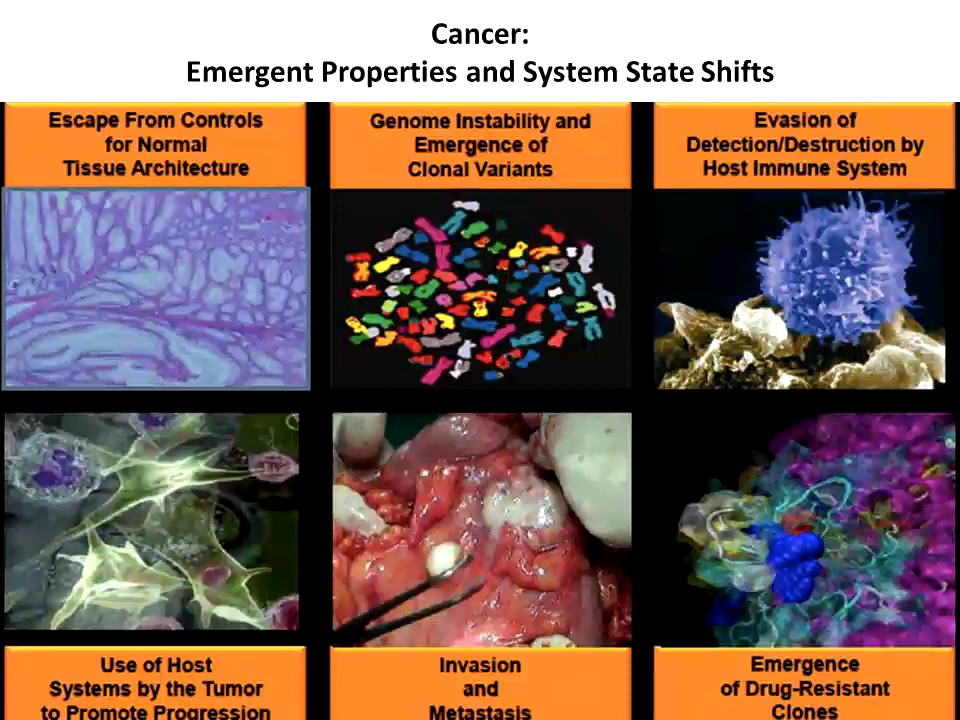 Cancer:
Emergent Properties and System State Shifts
Escape From Controls
for Normal
Tissue Architecture
Genome Instability and
Emergence of
Clonal Variants
Evasion of
Detection/Destruction by
Host Immune System
Use of Host
Systems by the Tumor
to Promote Progression
Invasion
and
Metastasis
Emergence
of Drug-Resistant
Clones